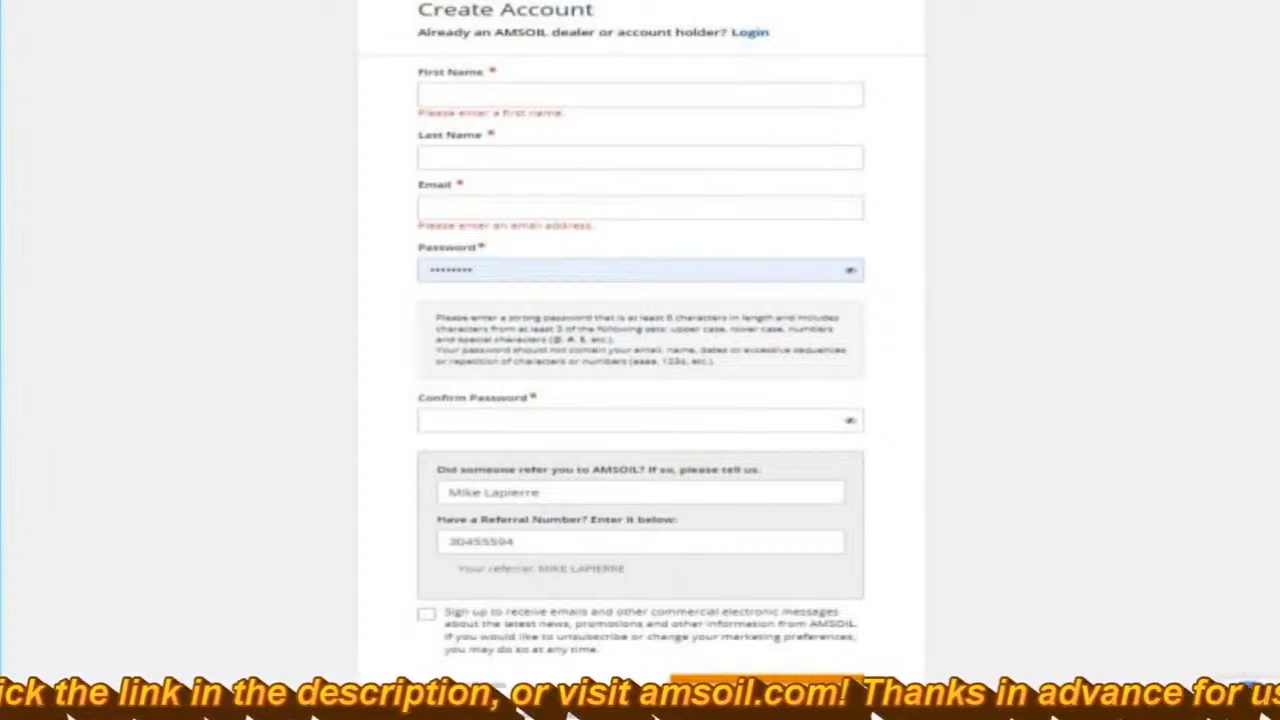 Create Account
Already an AMSOIL dealer or account holder? Login
First Name *
Please enter a first name.
Last Name *
Email *
Please enter an email address.
Password*
••••••••
Please enter a strong password that is at least 8 characters in length and includes
characters from at least 3 of the following sets: upper case, lower case, numbers
and special characters (@, #, $, etc.).
Your password should not contain your email, name, dates or excessive sequences
or repetition of characters or numbers (aaaa, 1234, etc.).
Confirm Password*
Did someone refer you to AMSOIL? If so, please tell us.
Mike Lapierre
Have a Referral Number? Enter it below:
30455594
Your referral: MIKE LAPIERRE
Sign up to receive emails and other commercial electronic messages
about the latest news, promotions and other information from AMSOIL.
If you would like to unsubscribe or change your marketing preferences,
you may do so at any time.
ick the link in the description, or visit amsoil.com! Thanks in advance for us